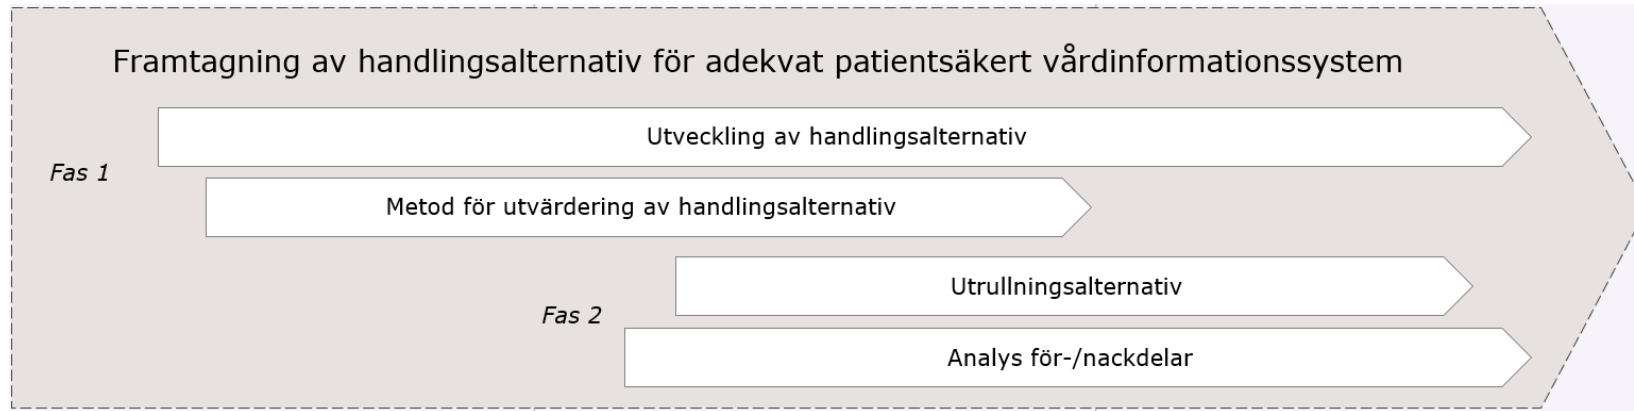 Framtagning av handlingsalternativ för adekvat patientsäkert vårdinformationssystem
Utveckling av handlingsalternativ
Fas 1
Metod för utvärdering av handlingsalternativ
Utrullningsalternativ
Fas 2
Analys för-/nackdelar